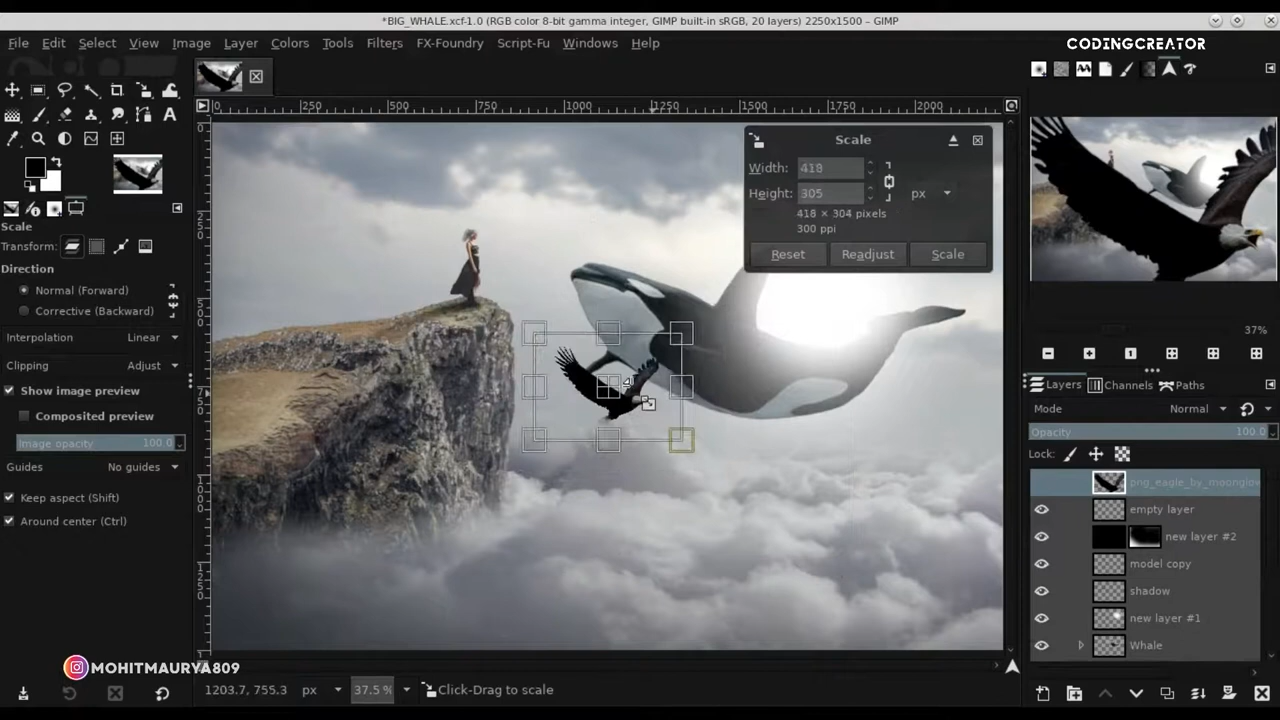 *BIG_WHALE.xcf-1.0 (RGB color 8-bit gamma integer, GIMP built-in sRGB, 20 layers) 2250x1500 – GIMP
File Edit Select View Image Layer Colors Tools Filters FX-Foundry Script-Fu Windows Help
CODINGCREATOR
0 250 500 750 1000 1250 1500 1750 2000
Scale
Width: 418
Height: 305 px
418 × 304 pixels
300 ppi
Reset Readjust Scale
Scale
Transform:
Direction
Normal (Forward)
Corrective (Backward)
Interpolation Linear
Clipping Adjust
Show image preview
Composited preview
Image opacity 100.0
Guides No guides
Keep aspect (Shift)
Around center (Ctrl)
37%
Layers Channels Paths
Mode Normal
Opacity 100.0
Lock:
png_eagle_by_moonglow
empty layer
new layer #2
model copy
shadow
new layer #1
Whale
MOHITMAURYA809
1203.7, 755.3 px 37.5 % Click-Drag to scale